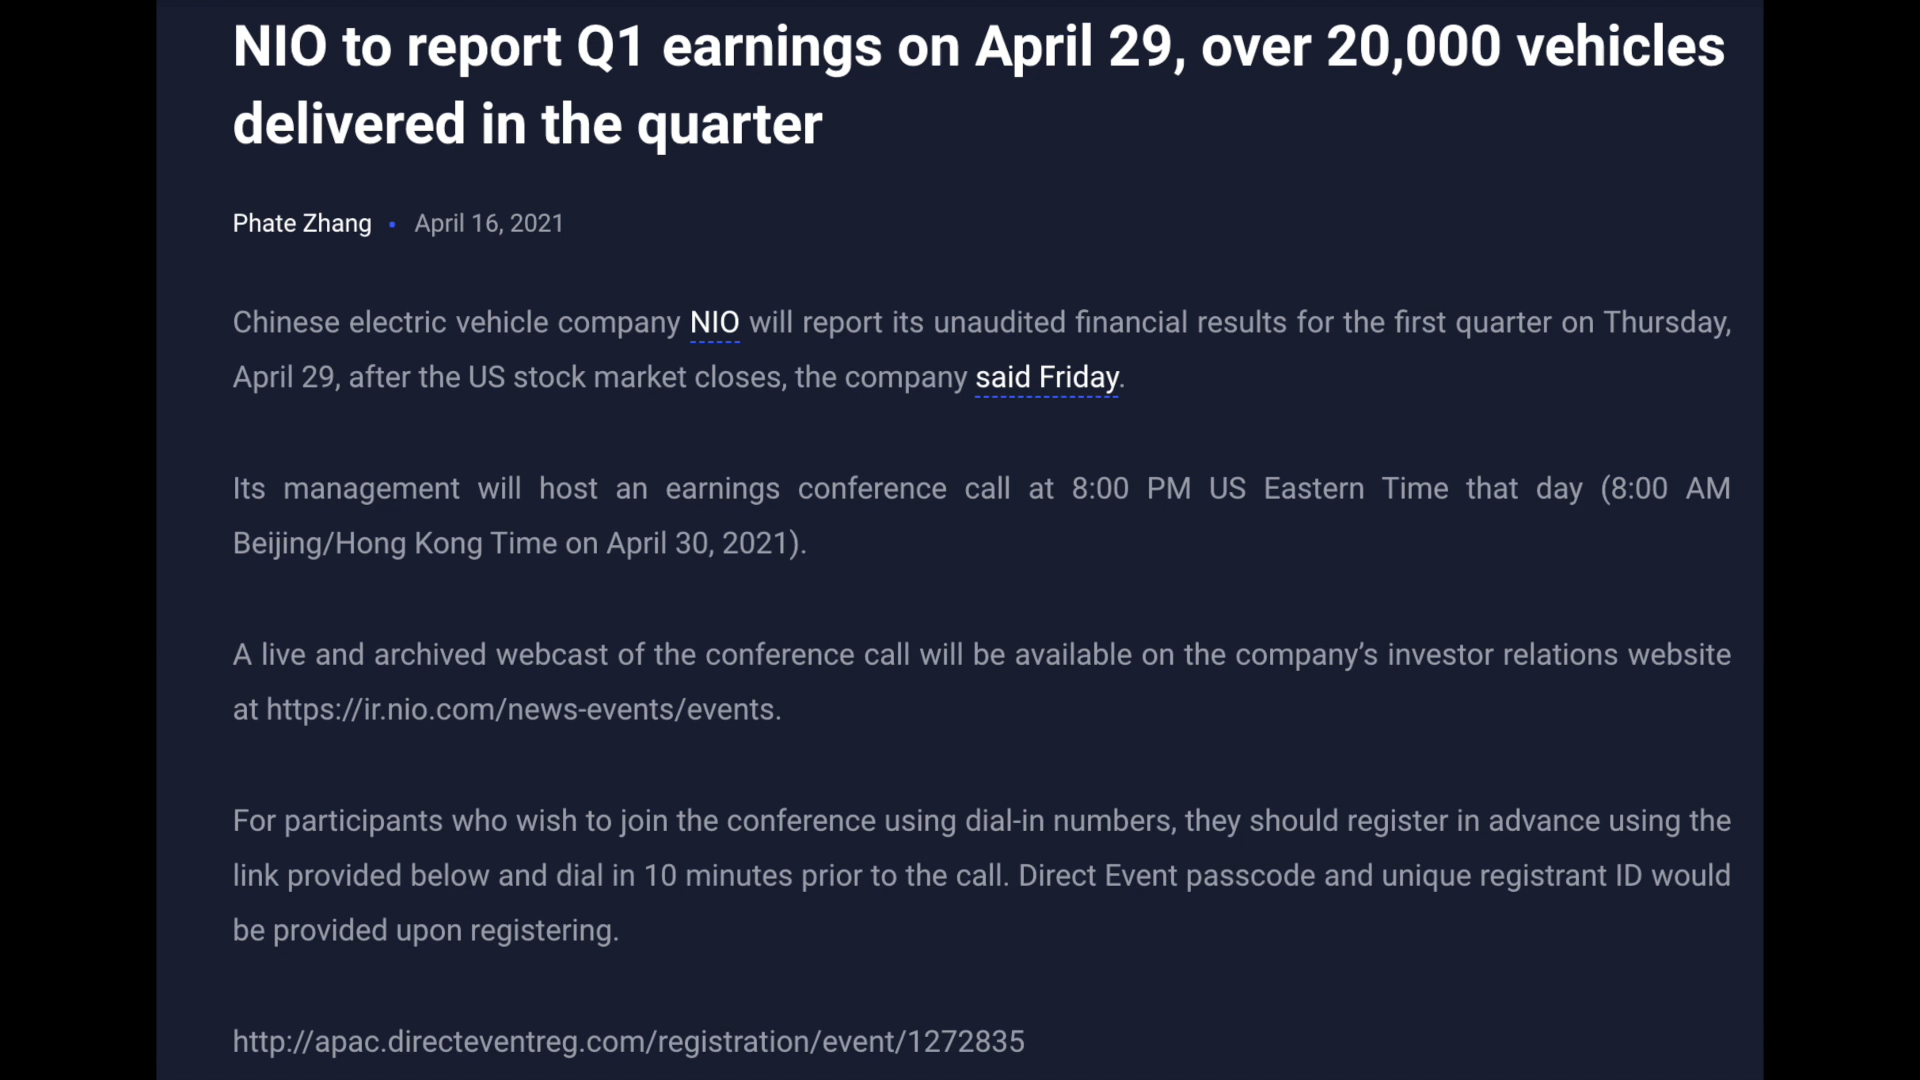 NIO to report Q1 earnings on April 29, over 20,000 vehicles
delivered in the quarter
Phate Zhang • April 16, 2021
Chinese electric vehicle company NIO will report its unaudited financial results for the first quarter on Thursday,
April 29, after the US stock market closes, the company said Friday.
Its management will host an earnings conference call at 8:00 PM US Eastern Time that day (8:00 AM
Beijing/Hong Kong Time on April 30, 2021).
A live and archived webcast of the conference call will be available on the company’s investor relations website
at https://ir.nio.com/news-events/events.
For participants who wish to join the conference using dial-in numbers, they should register in advance using the
link provided below and dial in 10 minutes prior to the call. Direct Event passcode and unique registrant ID would
be provided upon registering.
http://apac.directeventreg.com/registration/event/1272835